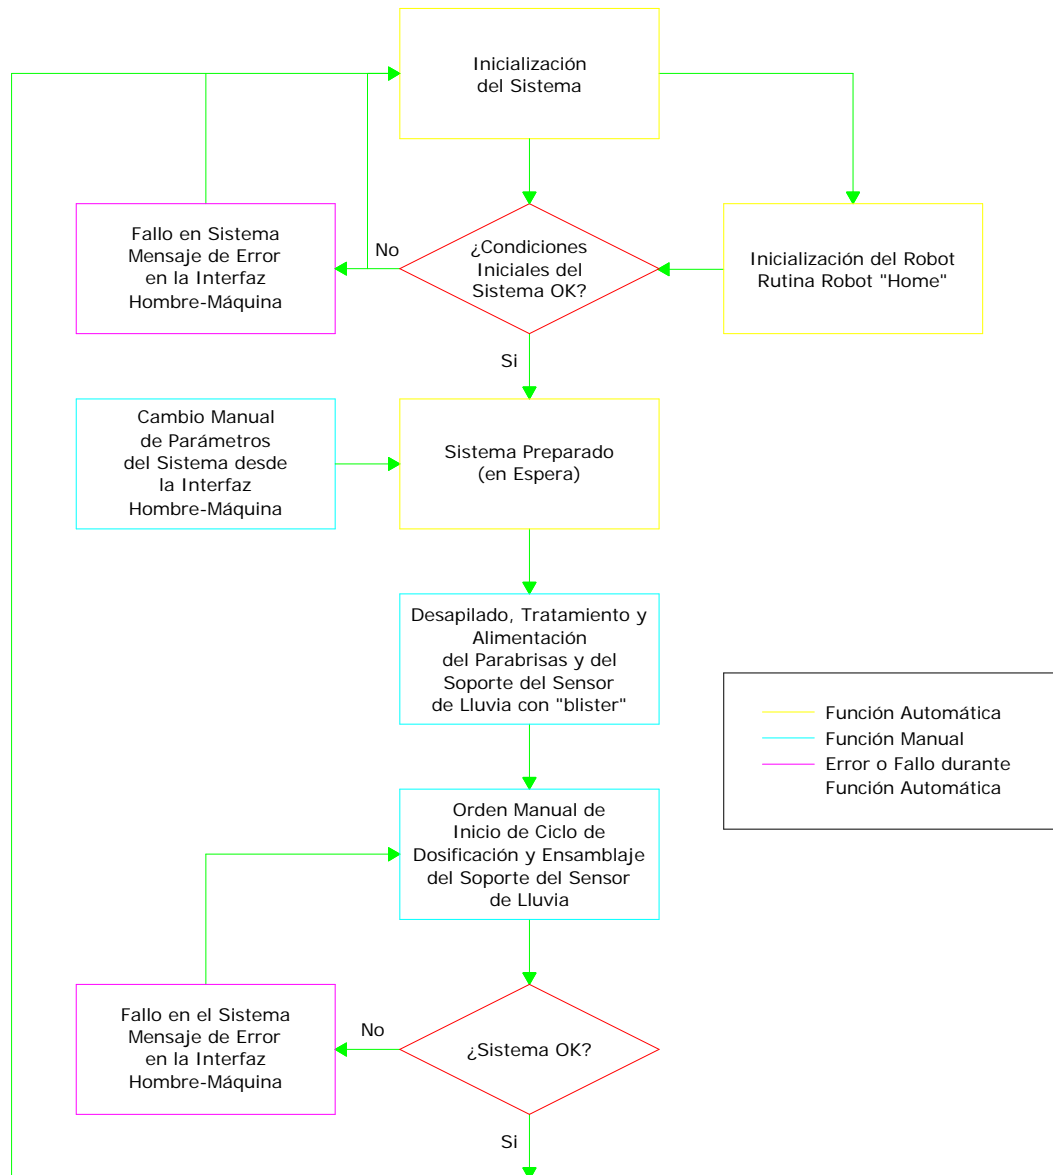 Inicialización
del Sistema
Fallo en Sistema
Mensaje de Error
en la Interfaz
Hombre-Máquina
No
¿Condiciones
Iniciales del
Sistema OK?
Inicialización del Robot
Rutina Robot "Home"
Si
Cambio Manual
de Parámetros
del Sistema desde
la Interfaz
Hombre-Máquina
Sistema Preparado
(en Espera)
Desapilado, Tratamiento y
Alimentación
del Parabrisas y del
Soporte del Sensor
de Lluvia con "blister"
Función Automática
Función Manual
Error o Fallo durante
Función Automática
Orden Manual de
Inicio de Ciclo de
Dosificación y Ensamblaje
del Soporte del Sensor
de Lluvia
Fallo en el Sistema
Mensaje de Error
en la Interfaz
Hombre-Máquina
No
¿Sistema OK?
Si